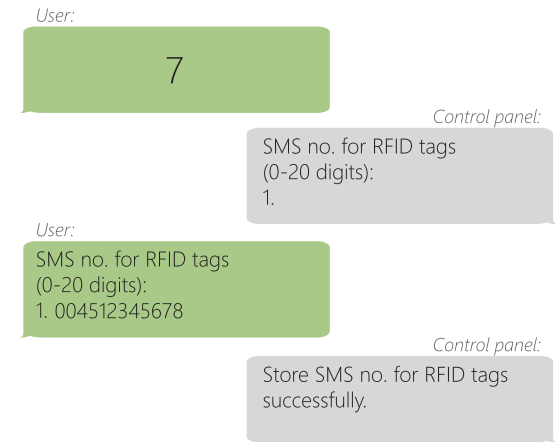 User:
7
Control panel:
SMS no. for RFID tags
(0-20 digits):
1.
User:
SMS no. for RFID tags
(0-20 digits):
1. 004512345678
Control panel:
Store SMS no. for RFID tags
successfully.